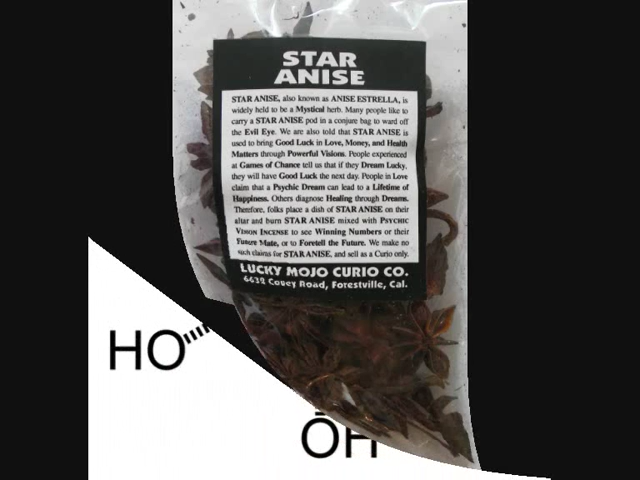 STAR
ANISE
STAR ANISE, also known as ANISE ESTRELLA, is
widely held to be a Mystical herb. Many people like to
carry a STAR ANISE pod in a conjure bag to ward off
the Evil Eye. We are also told that STAR ANISE is
used to bring Good Luck in Love, Money, and Health
Matters through Powerful Visions. People experienced
at Games of Chance tell us that if they Dream Lucky,
they will have Good Luck the next day. People in Love
claim that a Psychic Dream can lead to a Lifetime of
Happiness. Others diagnose Healing through Dreams.
Therefore, folks place a dish of STAR ANISE on their
altar and burn STAR ANISE mixed with PSYCHIC
VISION INCENSE to see Winning Numbers or their
Future Mate, or to Foretell the Future. We make no
such claims for STAR ANISE, and sell as a Curio only.
LUCKY MOJO CURIO CO.
6632 Covey Road, Forestville, Cal.
HO
ŌH